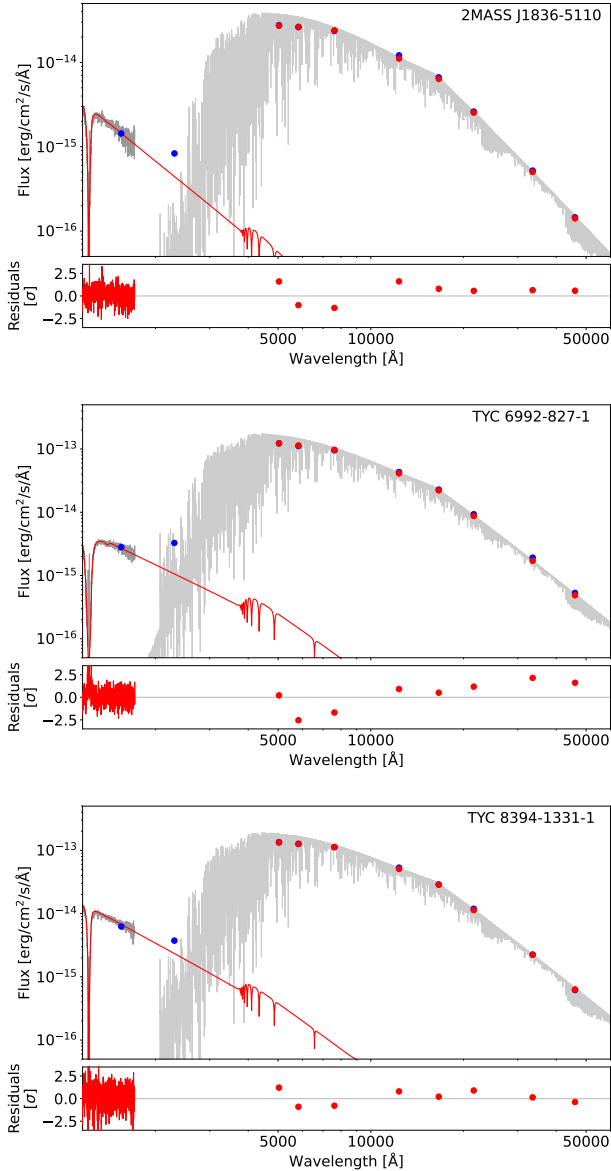 2MASS J1836-5110
Flux [erg/cm²/s/Å]
10⁻¹⁴
10⁻¹⁵
10⁻¹⁶
Residuals
[σ]
2.5
0.0
−2.5
5000 10000 50000
Wavelength [Å]
TYC 6992-827-1
Flux [erg/cm²/s/Å]
10⁻¹³
10⁻¹⁴
10⁻¹⁵
10⁻¹⁶
Residuals
[σ]
2.5
0.0
−2.5
5000 10000 50000
Wavelength [Å]
TYC 8394-1331-1
Flux [erg/cm²/s/Å]
10⁻¹³
10⁻¹⁴
10⁻¹⁵
10⁻¹⁶
Residuals
[σ]
2.5
0.0
−2.5
5000 10000 50000
Wavelength [Å]